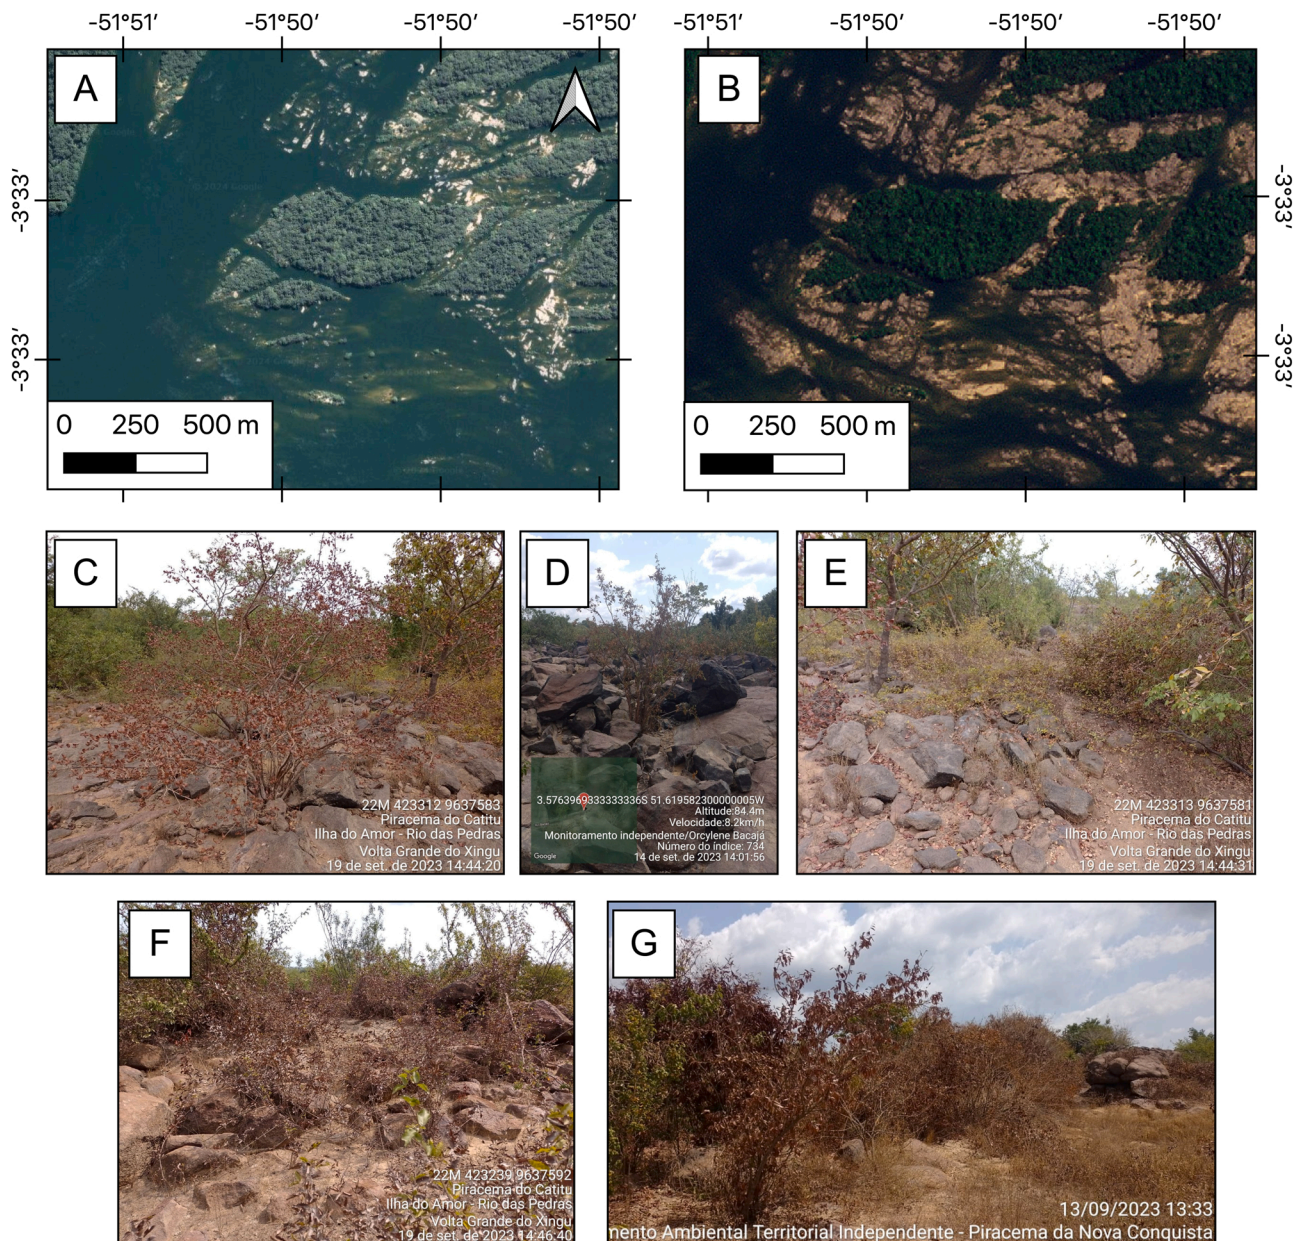 -51°51′ -51°50′ -51°50′ -51°50′ -51°51′ -51°50′ -51°50′ -51°50′
A
B
-3°33′
-3°33′
-3°33′
-3°33′
0 250 500 m
0 250 500 m
C
22M 423312 9637583
Piracema do Catitu
Ilha do Amor - Rio das Pedras
Volta Grande do Xingu
19 de set. de 2023 14:44:20
D
3.5763969333333336S 51.619582300000005W
Altitude:84.4m
Velocidade:8.2km/h
Monitoramento independente/Orcylene Bacajá
Número do índice: 734
14 de set. de 2023 14:01:56
Google
E
22M 423313 9637581
Piracema do Catitu
Ilha do Amor - Rio das Pedras
Volta Grande do Xingu
19 de set. de 2023 14:44:31
F
22M 423239 9637592
Piracema do Catitu
Ilha do Amor - Rio das Pedras
Volta Grande do Xingu
19 de set. de 2023 14:46:40
G
13/09/2023 13:33
mento Ambiental Territorial Independente - Piracema da Nova Conquista